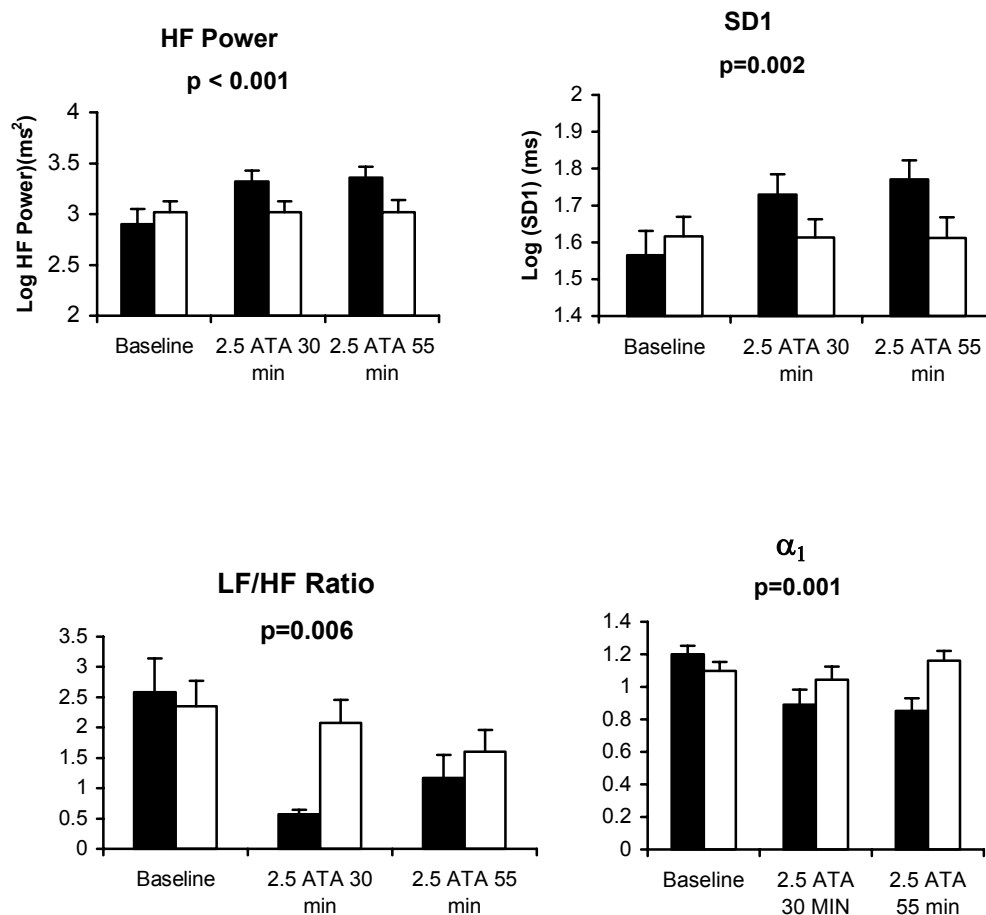 HF Power
p < 0.001
Log HF Power)(ms²)
4
3.5
3
2.5
2
Baseline
2.5 ATA 30
min
2.5 ATA 55
min
SD1
p=0.002
Log (SD1) (ms)
2
1.9
1.8
1.7
1.6
1.5
1.4
Baseline
2.5 ATA 30
min
2.5 ATA 55
min
LF/HF Ratio
p=0.006
3.5
3
2.5
2
1.5
1
0.5
0
Baseline
2.5 ATA 30
min
2.5 ATA 55
min
α₁
p=0.001
1.4
1.2
1
0.8
0.6
0.4
0.2
0
Baseline
2.5 ATA
30 MIN
2.5 ATA
55 min